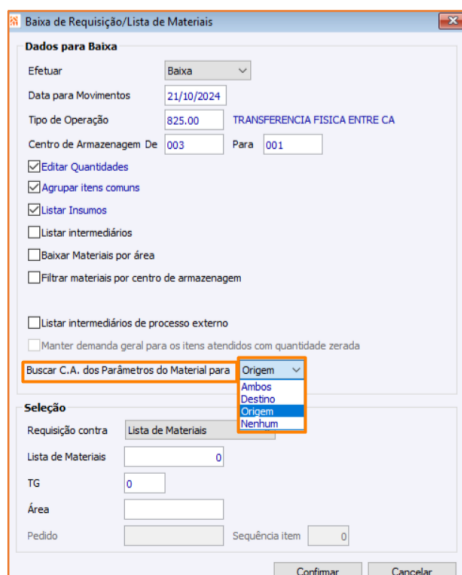 Baixa de Requisição/Lista de Materiais
Dados para Baixa
Efetuar Baixa
Data para Movimentos 21/10/2024
Tipo de Operação 825.00 TRANSFERENCIA FISICA ENTRE CA
Centro de Armazenagem De 003 Para 001
Editar Quantidades
Agrupar itens comuns
Listar Insumos
Listar intermediários
Baixar Materiais por área
Filtrar materiais por centro de armazenagem
Listar intermediários de processo externo
Manter demanda geral para os itens atendidos com quantidade zerada
Buscar C.A. dos Parâmetros do Material para Origem
Ambos
Destino
Origem
Nenhum
Seleção
Requisição contra Lista de Materiais
Lista de Materiais 0
TG 0
Área
Pedido Sequência item 0
Confirmar Cancelar